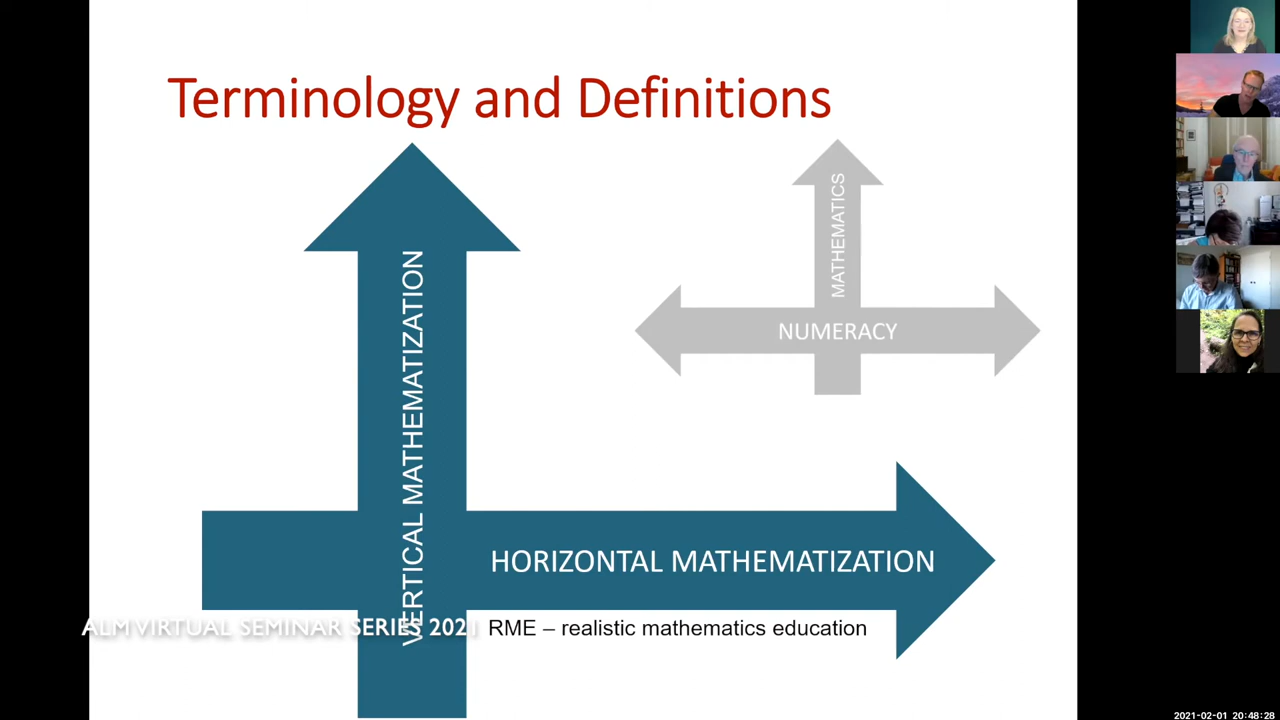 Terminology and Definitions
MATHEMATICS
NUMERACY
VERTICAL MATHEMATIZATION
HORIZONTAL MATHEMATIZATION
ALM VIRTUAL SEMINAR SERIES 2021
RME – realistic mathematics education
2021-02-01 20:48:28